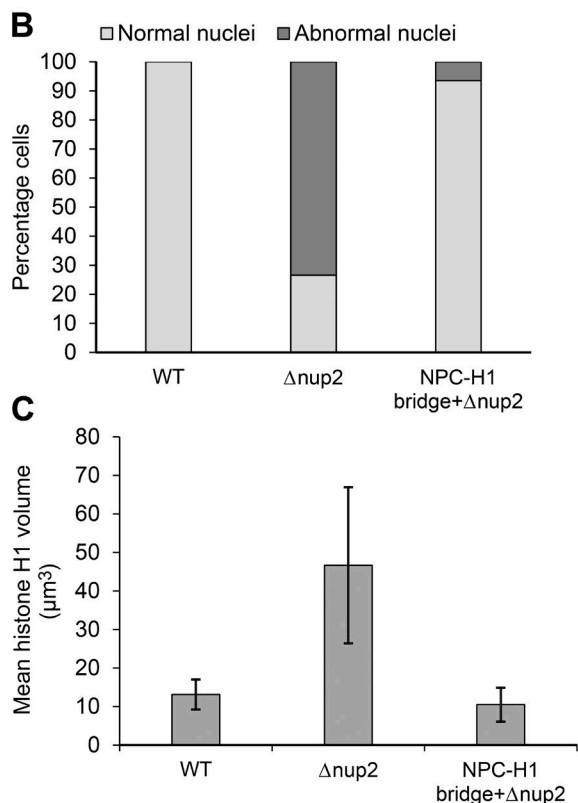 B
Normal nuclei Abnormal nuclei
Percentage cells
100
90
80
70
60
50
40
30
20
10
0
WT Δnup2 NPC-H1
bridge+Δnup2
C
Mean histone H1 volume
(µm³)
80
70
60
50
40
30
20
10
0
WT Δnup2 NPC-H1
bridge+Δnup2